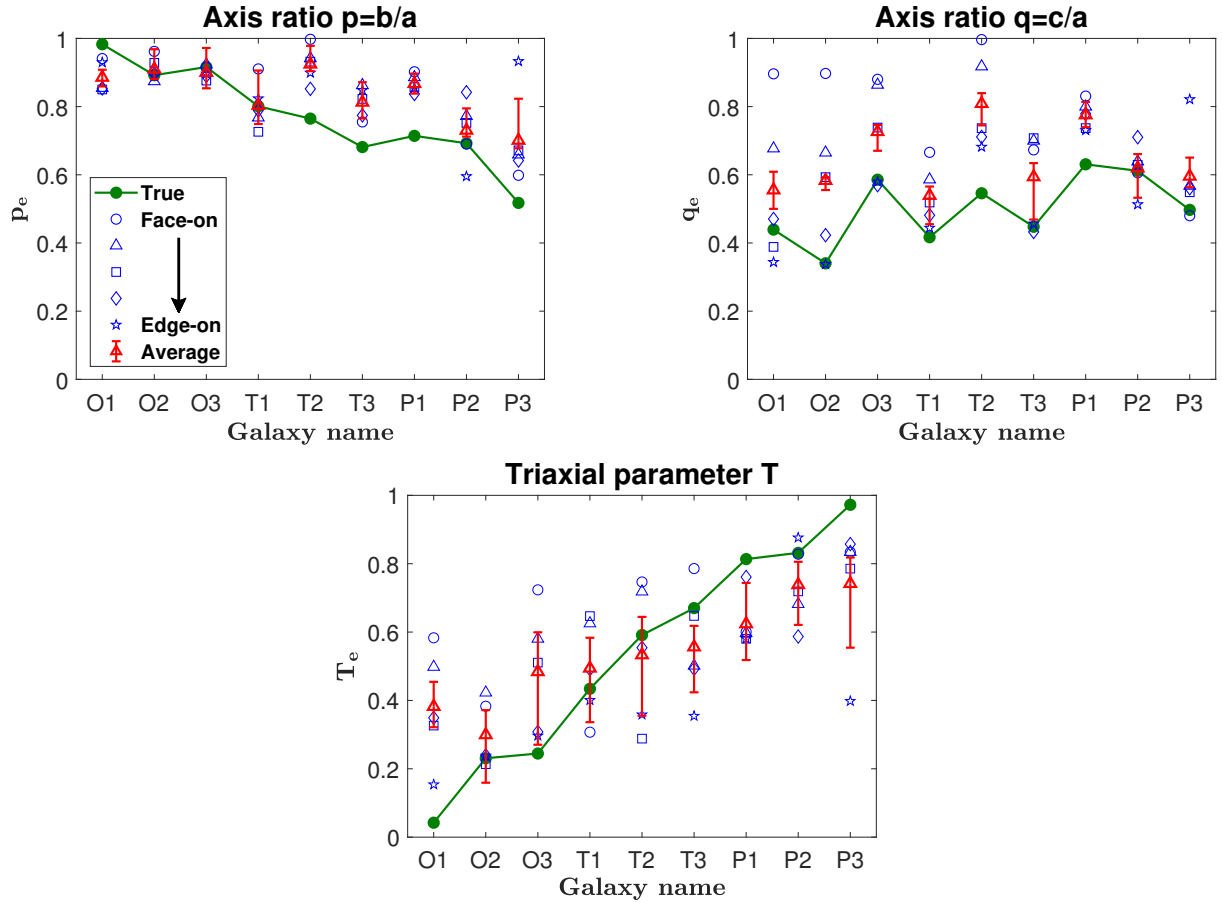 Axis ratio p=b/a
1
0.8
0.6
0.4
0.2
0
p_e
True
Face-on
Edge-on
Average
O1 O2 O3 T1 T2 T3 P1 P2 P3
Galaxy name
Axis ratio q=c/a
1
0.8
0.6
0.4
0.2
0
q_e
O1 O2 O3 T1 T2 T3 P1 P2 P3
Galaxy name
Triaxial parameter T
1
0.8
0.6
0.4
0.2
0
T_e
O1 O2 O3 T1 T2 T3 P1 P2 P3
Galaxy name